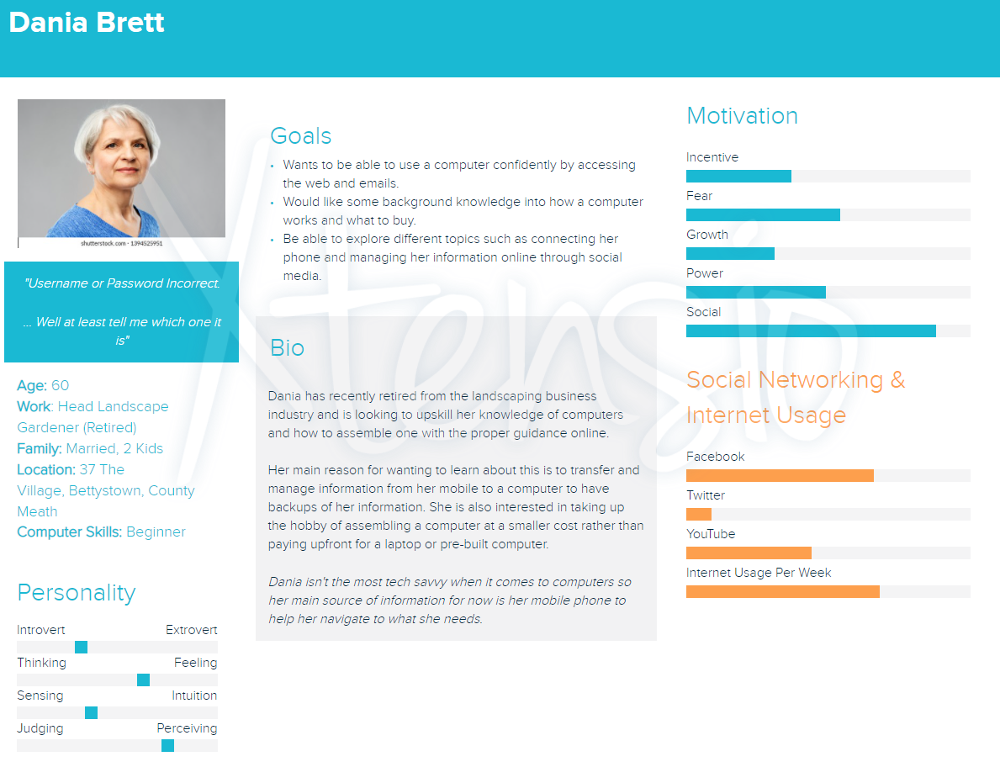 Dania Brett
shutterstock.com · 1394525951
"Username or Password Incorrect.
... Well at least tell me which one it
is"
Age: 60
Work: Head Landscape
Gardener (Retired)
Family: Married, 2 Kids
Location: 37 The
Village, Bettystown, County
Meath
Computer Skills: Beginner
Personality
Introvert Extrovert
Thinking Feeling
Sensing Intuition
Judging Perceiving
Goals
• Wants to be able to use a computer confidently by accessing
the web and emails.
• Would like some background knowledge into how a computer
works and what to buy.
• Be able to explore different topics such as connecting her
phone and managing her information online through social
media.
Bio
Dania has recently retired from the landscaping business
industry and is looking to upskill her knowledge of computers
and how to assemble one with the proper guidance online.
Her main reason for wanting to learn about this is to transfer and
manage information from her mobile to a computer to have
backups of her information. She is also interested in taking up
the hobby of assembling a computer at a smaller cost rather than
paying upfront for a laptop or pre-built computer.
Dania isn't the most tech savvy when it comes to computers so
her main source of information for now is her mobile phone to
help her navigate to what she needs.
Motivation
Incentive
Fear
Growth
Power
Social
Social Networking &
Internet Usage
Facebook
Twitter
YouTube
Internet Usage Per Week
Xtensio